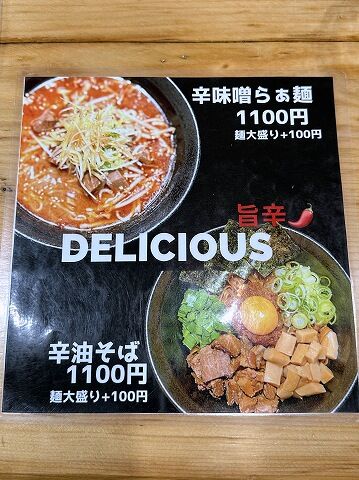 辛味噌らぁ麺
1100円
麺大盛り+100円
旨辛
DELICIOUS
辛油そば
1100円
麺大盛り+100円